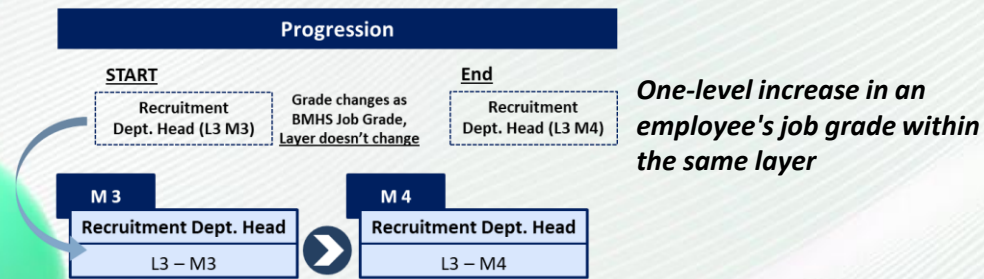 Progression
START
Recruitment
Dept. Head (L3 M3)
Grade changes as
BMHS Job Grade,
Layer doesn't change
End
Recruitment
Dept. Head (L3 M4)
One-level increase in an
employee's job grade within
the same layer
M 3
Recruitment Dept. Head
L3 – M3
M 4
Recruitment Dept. Head
L3 – M4